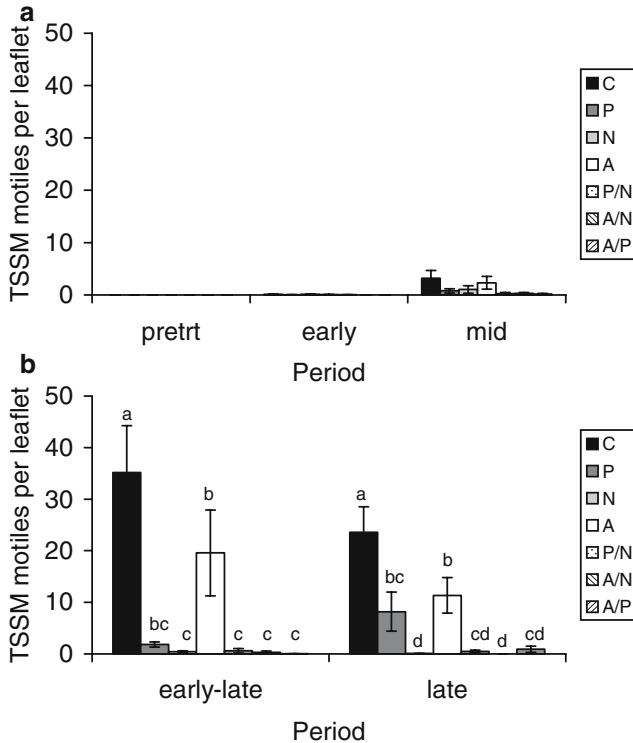 a
TSSM motiles per leaflet
50
40
30
20
10
0
pretrt early mid
Period
C
P
N
A
P/N
A/N
A/P
b
TSSM motiles per leaflet
50
40
30
20
10
0
a
bc
c
b
c
c
c
a
bc
d
b
cd
d
cd
early-late late
Period
C
P
N
A
P/N
A/N
A/P